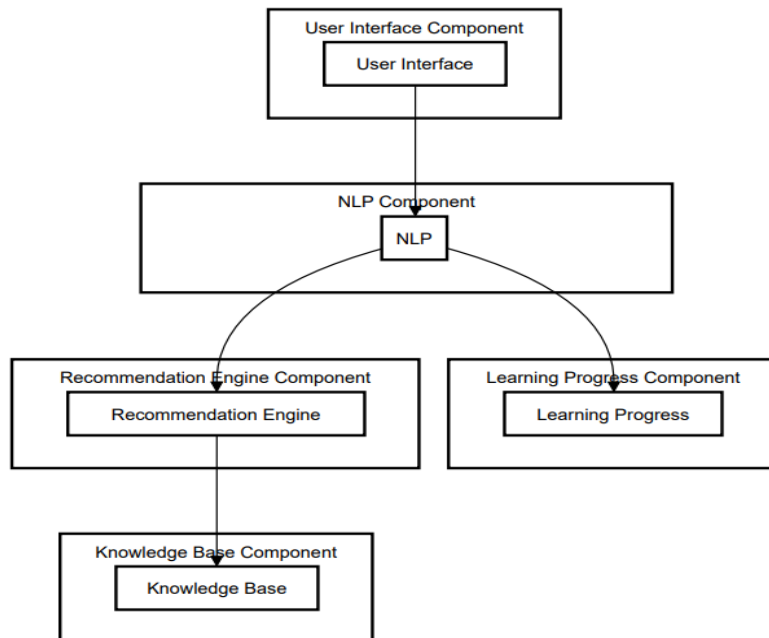 User Interface Component
User Interface
NLP Component
NLP
Recommendation Engine Component
Recommendation Engine
Learning Progress Component
Learning Progress
Knowledge Base Component
Knowledge Base